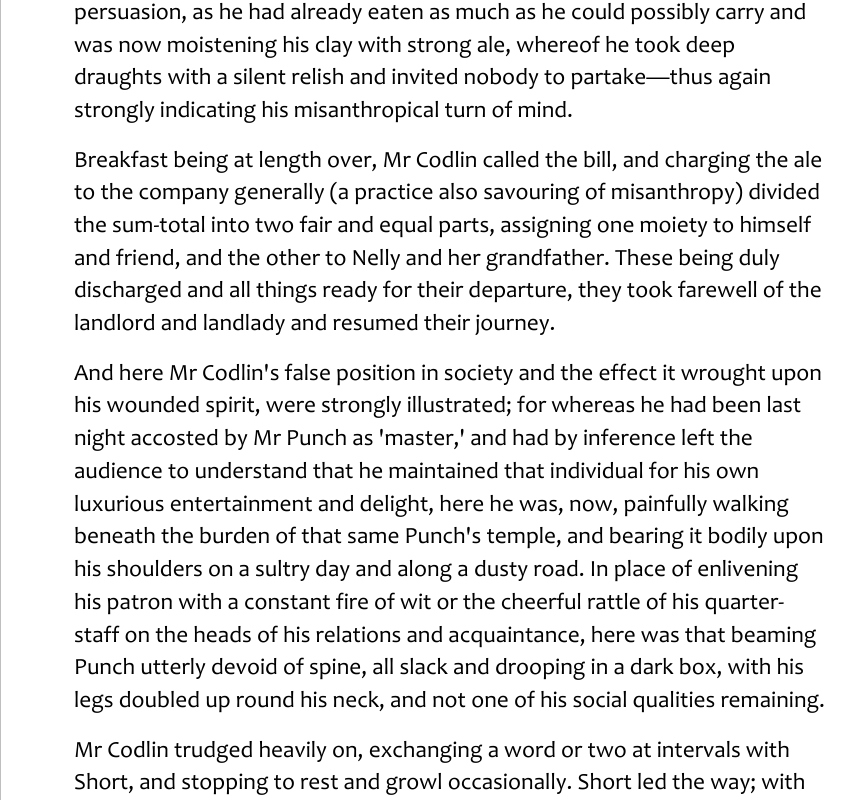 persuasion, as he had already eaten as much as he could possibly carry and
was now moistening his clay with strong ale, whereof he took deep
draughts with a silent relish and invited nobody to partake—thus again
strongly indicating his misanthropical turn of mind.
Breakfast being at length over, Mr Codlin called the bill, and charging the ale
to the company generally (a practice also savouring of misanthropy) divided
the sum-total into two fair and equal parts, assigning one moiety to himself
and friend, and the other to Nelly and her grandfather. These being duly
discharged and all things ready for their departure, they took farewell of the
landlord and landlady and resumed their journey.
And here Mr Codlin's false position in society and the effect it wrought upon
his wounded spirit, were strongly illustrated; for whereas he had been last
night accosted by Mr Punch as 'master,' and had by inference left the
audience to understand that he maintained that individual for his own
luxurious entertainment and delight, here he was, now, painfully walking
beneath the burden of that same Punch's temple, and bearing it bodily upon
his shoulders on a sultry day and along a dusty road. In place of enlivening
his patron with a constant fire of wit or the cheerful rattle of his quarter-
staff on the heads of his relations and acquaintance, here was that beaming
Punch utterly devoid of spine, all slack and drooping in a dark box, with his
legs doubled up round his neck, and not one of his social qualities remaining.
Mr Codlin trudged heavily on, exchanging a word or two at intervals with
Short, and stopping to rest and growl occasionally. Short led the way; with